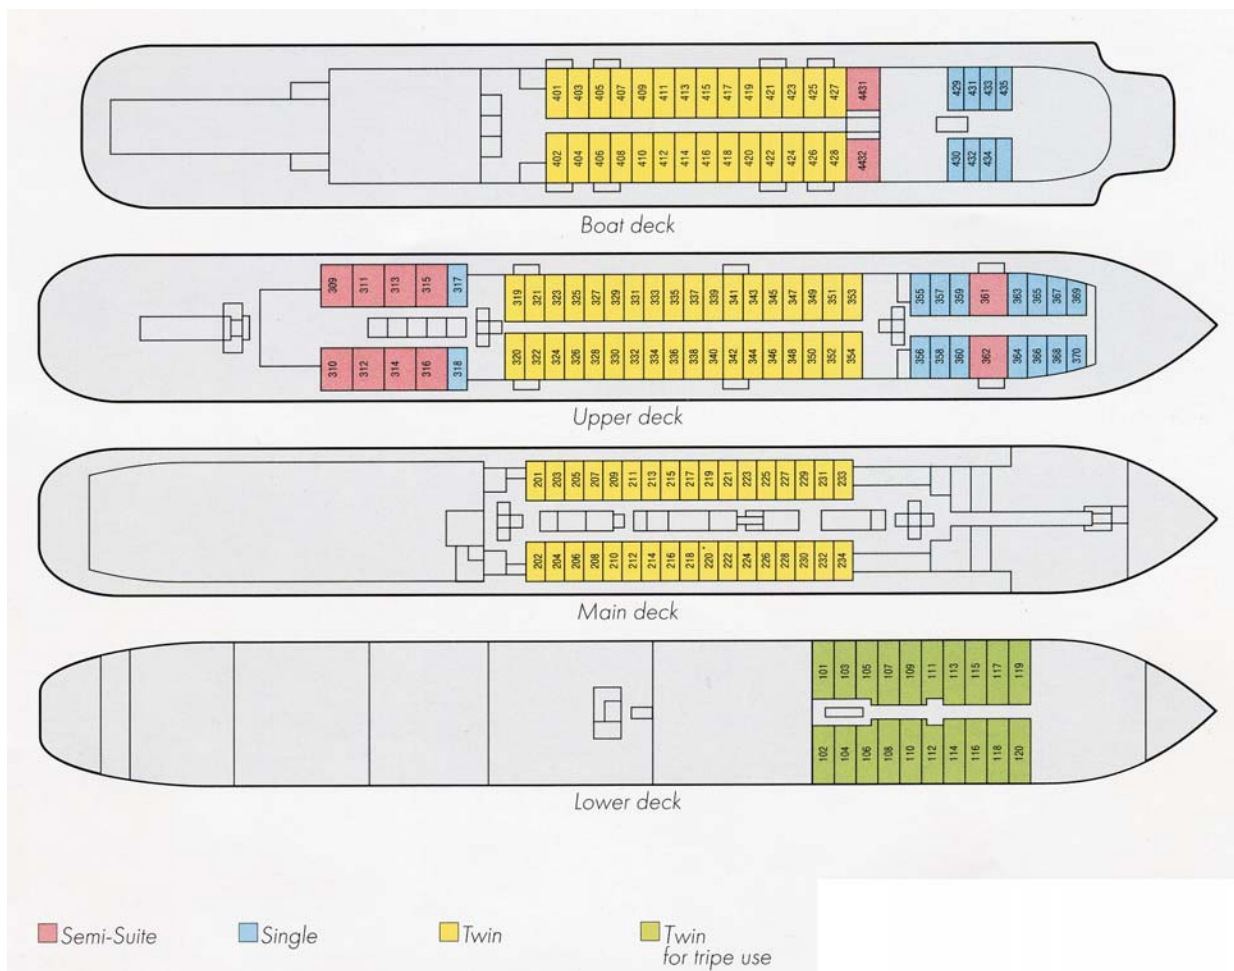 401 403 405 407 409 411 413 415 417 419 421 423 425 427 4431 429 431 433 435
402 404 406 408 410 412 414 416 418 420 422 424 426 428 4432 430 432 434
Boat deck
309 311 313 315 317 319 321 323 325 327 329 331 333 335 337 339 341 343 345 347 349 351 353 355 357 359 361 363 365 367 369
310 312 314 316 318 320 322 324 326 328 330 332 334 336 338 340 342 344 346 348 350 352 354 356 358 360 362 364 366 368 370
Upper deck
201 203 205 207 209 211 213 215 217 219 221 223 225 227 229 231 233
202 204 206 208 210 212 214 216 218 220 222 224 226 228 230 232 234
Main deck
101 103 105 107 109 111 113 115 117 119
102 104 106 108 110 112 114 116 118 120
Lower deck
Semi-Suite Single Twin Twin
for tripe use